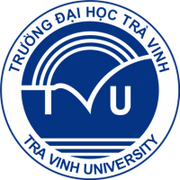 TRƯỜNG ĐẠI HỌC TRÀ VINH
TVU
TRA VINH UNIVERSITY